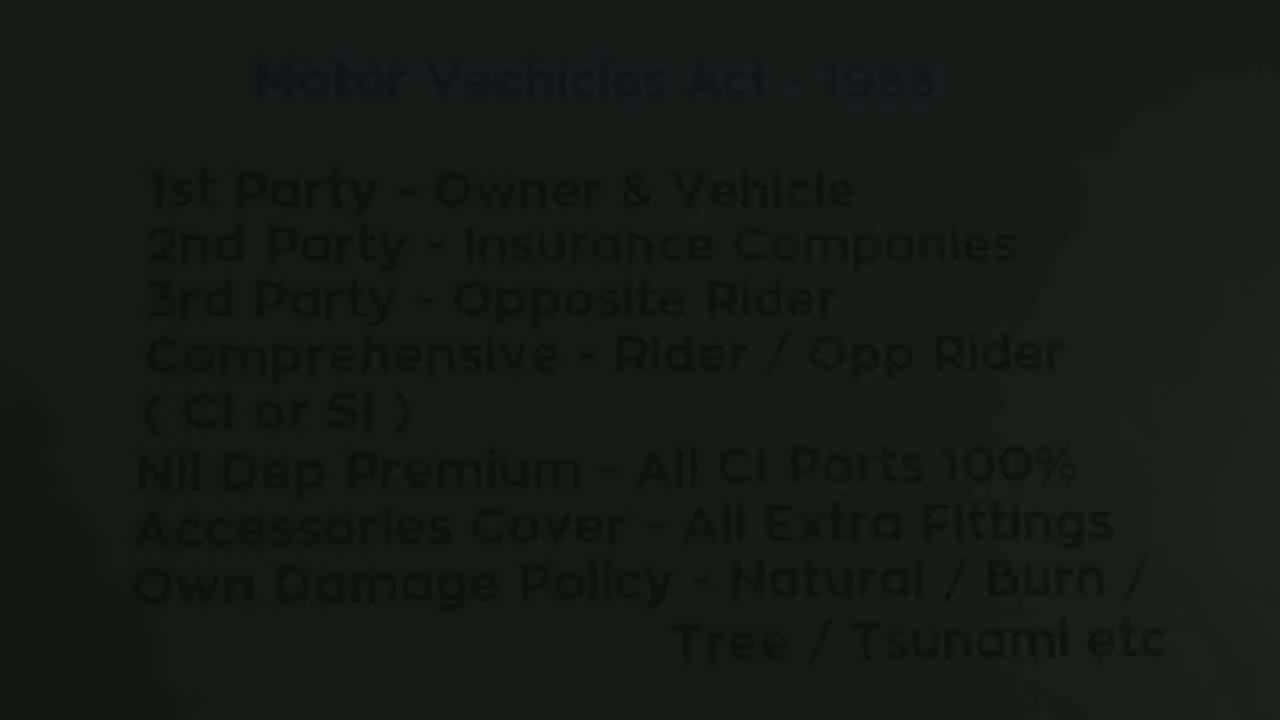 Motor Vechicles Act - 1988
1st Party - Owner & Vehicle
2nd Party - Insurance Companies
3rd Party - Opposite Rider
Comprehensive - Rider / Opp Rider
( CI or SI )
Nil Dep Premium - All CI Parts 100%
Accessories Cover - All Extra Fittings
Own Damage Policy - Natural / Burn /
Tree / Tsunami etc